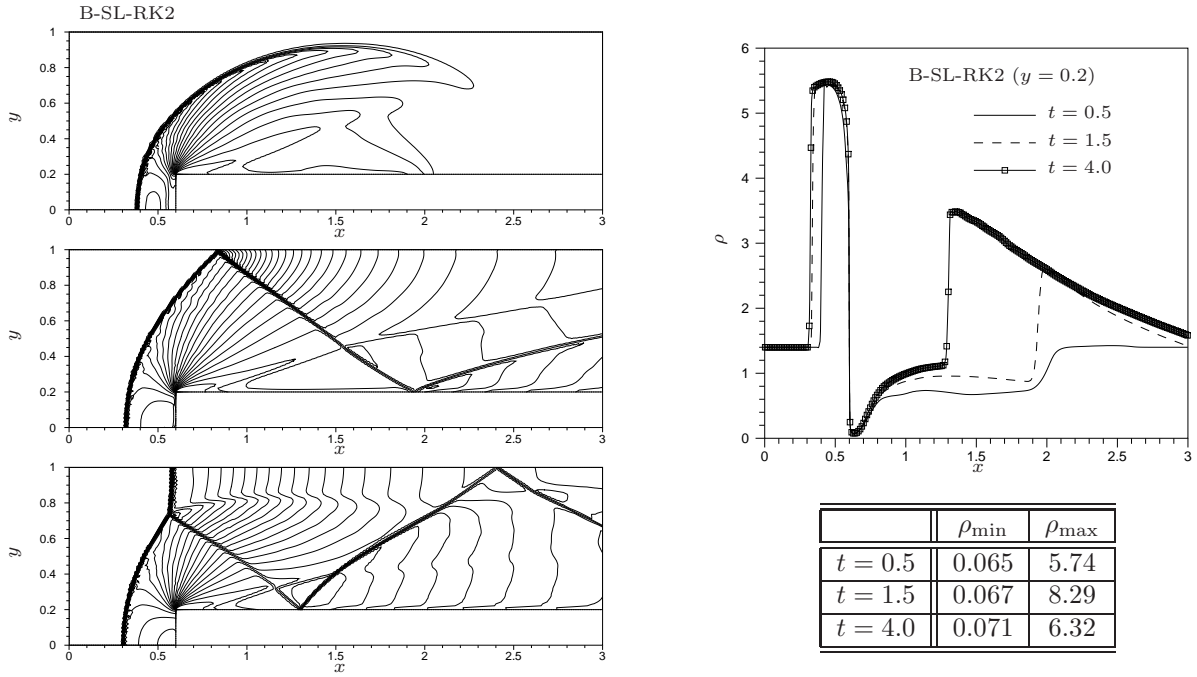 B-SL-RK2
y
1
0.8
0.6
0.4
0.2
0
0 0.5 1 1.5 2 2.5 3
x
y
1
0.8
0.6
0.4
0.2
0
0 0.5 1 1.5 2 2.5 3
x
y
1
0.8
0.6
0.4
0.2
0
0 0.5 1 1.5 2 2.5 3
x
ρ
6
5
4
3
2
1
0
B-SL-RK2 (y = 0.2)
t = 0.5
t = 1.5
t = 4.0
0 0.5 1 1.5 2 2.5 3
x
ρmin ρmax
t = 0.5 0.065 5.74
t = 1.5 0.067 8.29
t = 4.0 0.071 6.32